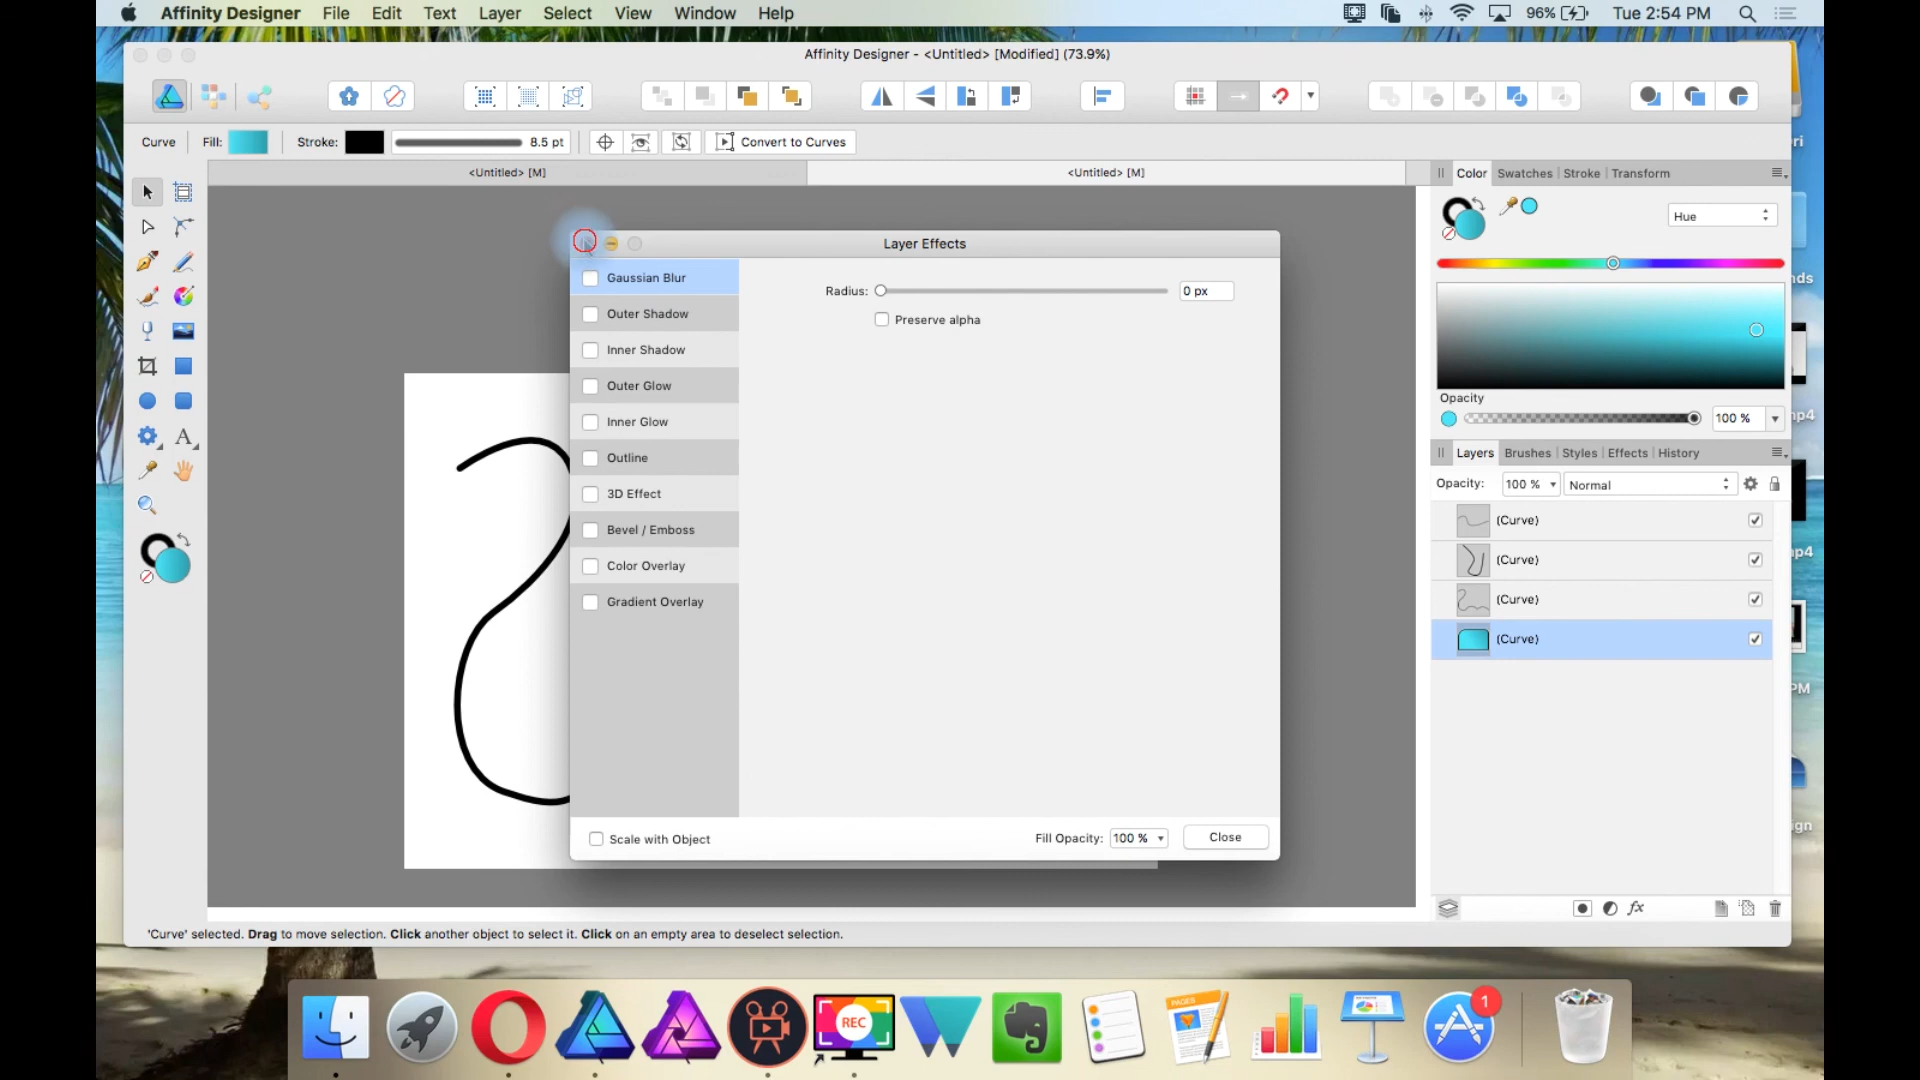 Affinity Designer File Edit Text Layer Select View Window Help 96% Tue 2:54 PM
Affinity Designer - <Untitled> [Modified] (73.9%)
Curve Fill: Stroke: 8.5 pt Convert to Curves
<Untitled> [M] <Untitled> [M]
Color Swatches Stroke Transform
Hue
Opacity
100 %
Layers Brushes Styles Effects History
Opacity: 100 % Normal
(Curve)
(Curve)
(Curve)
(Curve)
Layer Effects
Gaussian Blur
Outer Shadow
Inner Shadow
Outer Glow
Inner Glow
Outline
3D Effect
Bevel / Emboss
Color Overlay
Gradient Overlay
Radius: 0 px
Preserve alpha
Scale with Object Fill Opacity: 100 % Close
fx
'Curve' selected. Drag to move selection. Click another object to select it. Click on an empty area to deselect selection.
mp4
PM
REC
PAGES
1